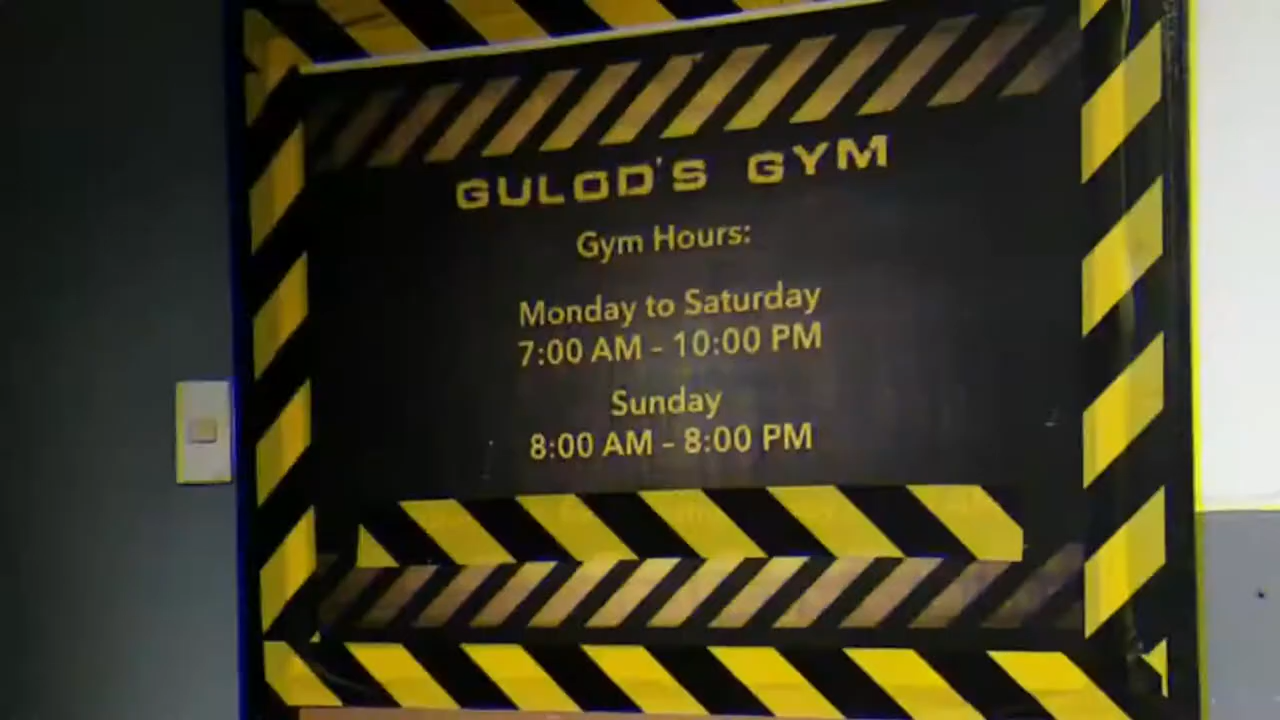 GULOD'S GYM
Gym Hours:
Monday to Saturday
7:00 AM - 10:00 PM
Sunday
8:00 AM - 8:00 PM